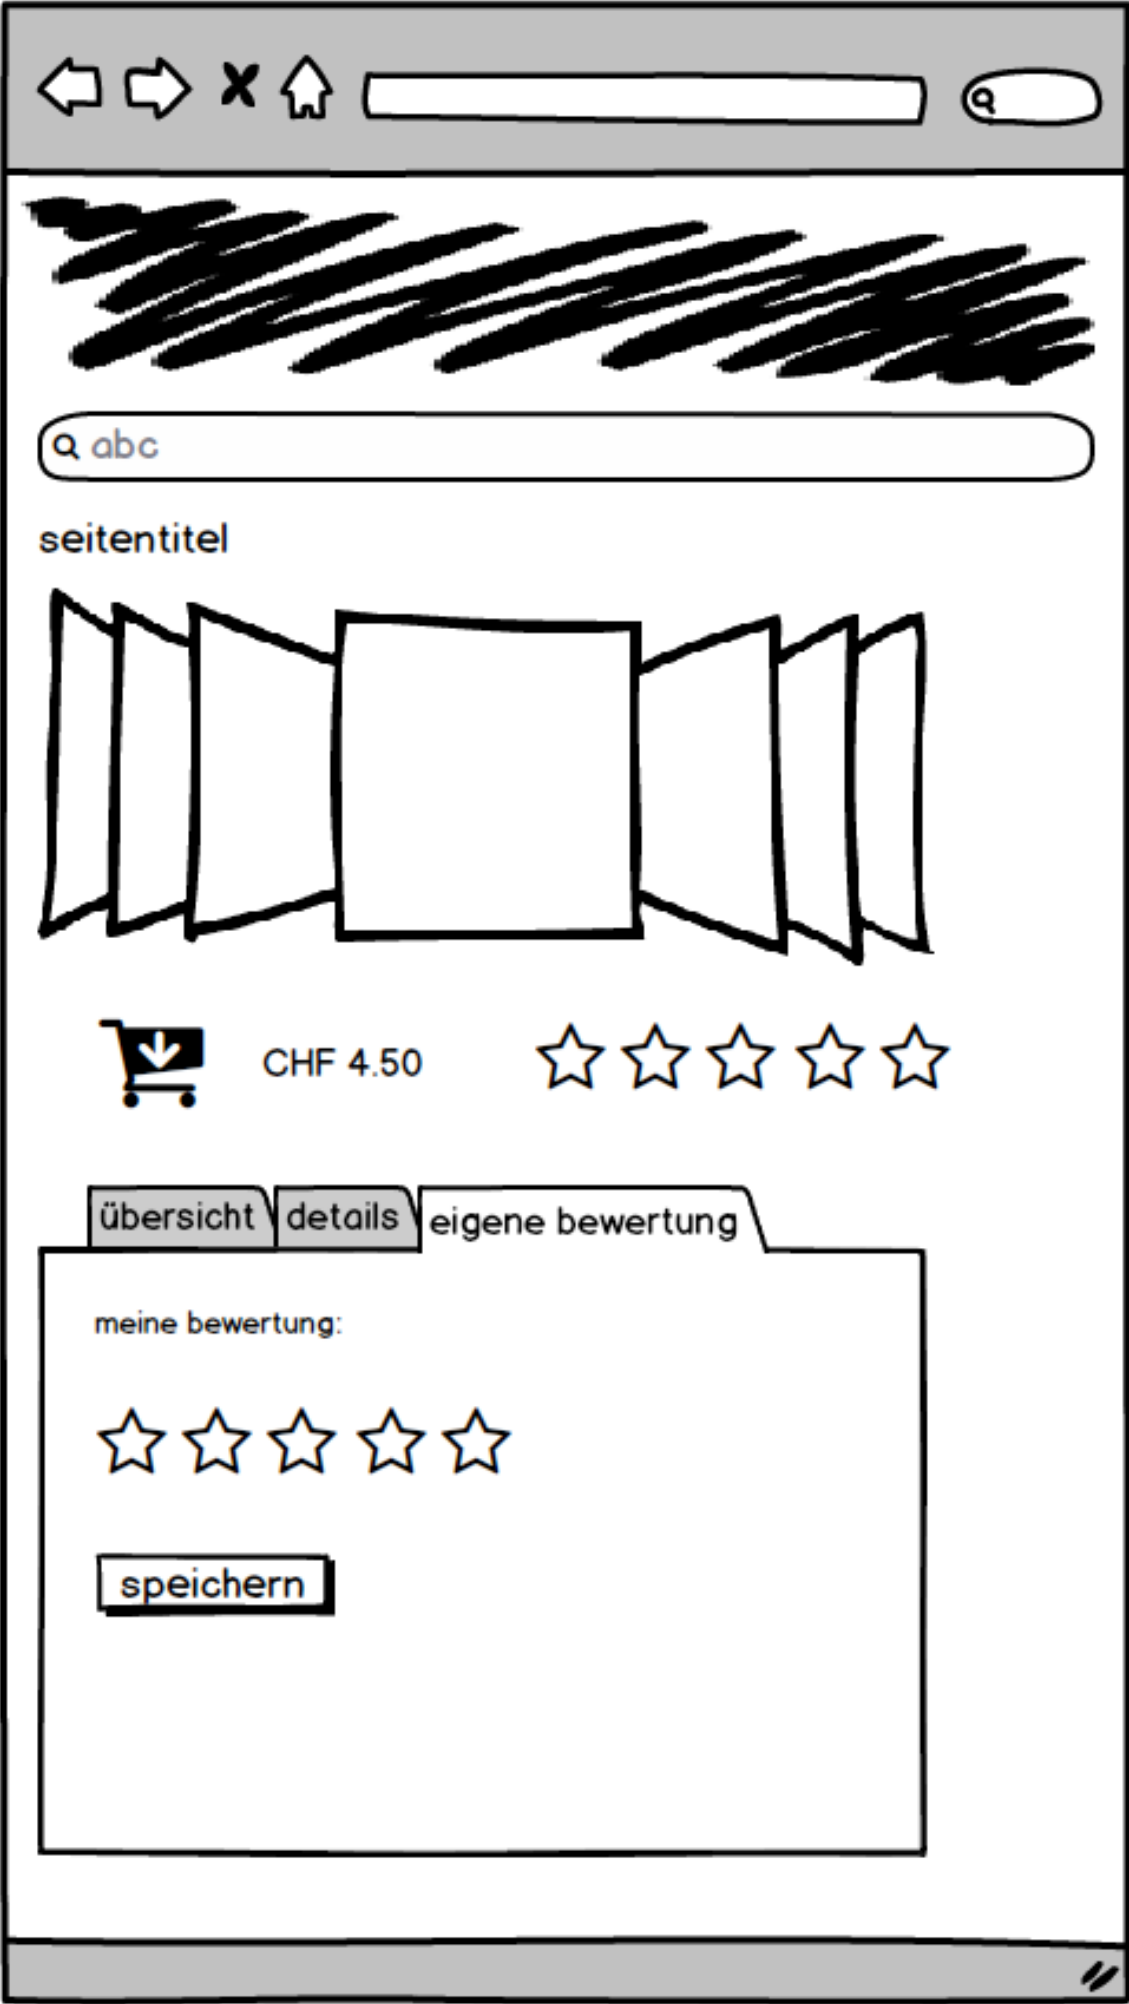 abc
seitentitel
CHF 4.50
übersicht details eigene bewertung
meine bewertung:
speichern